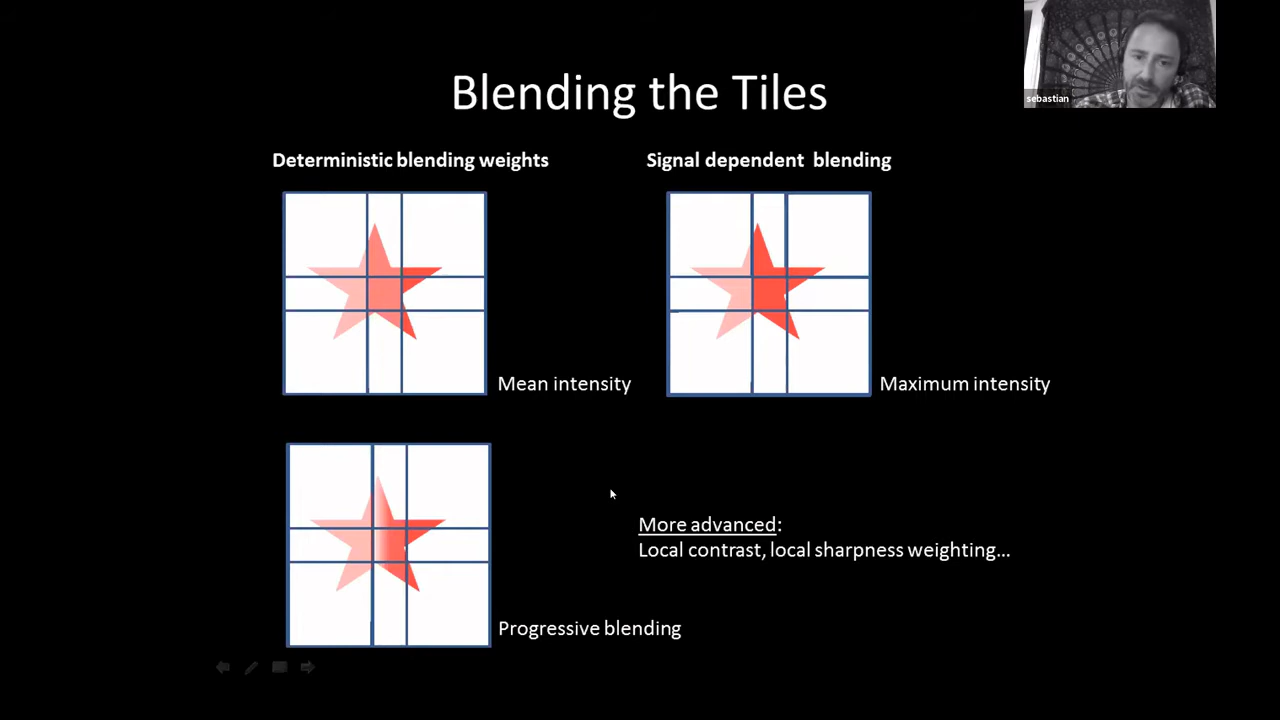 Blending the Tiles
sebastian
Deterministic blending weights
Signal dependent blending
Mean intensity
Maximum intensity
More advanced:
Local contrast, local sharpness weighting...
Progressive blending